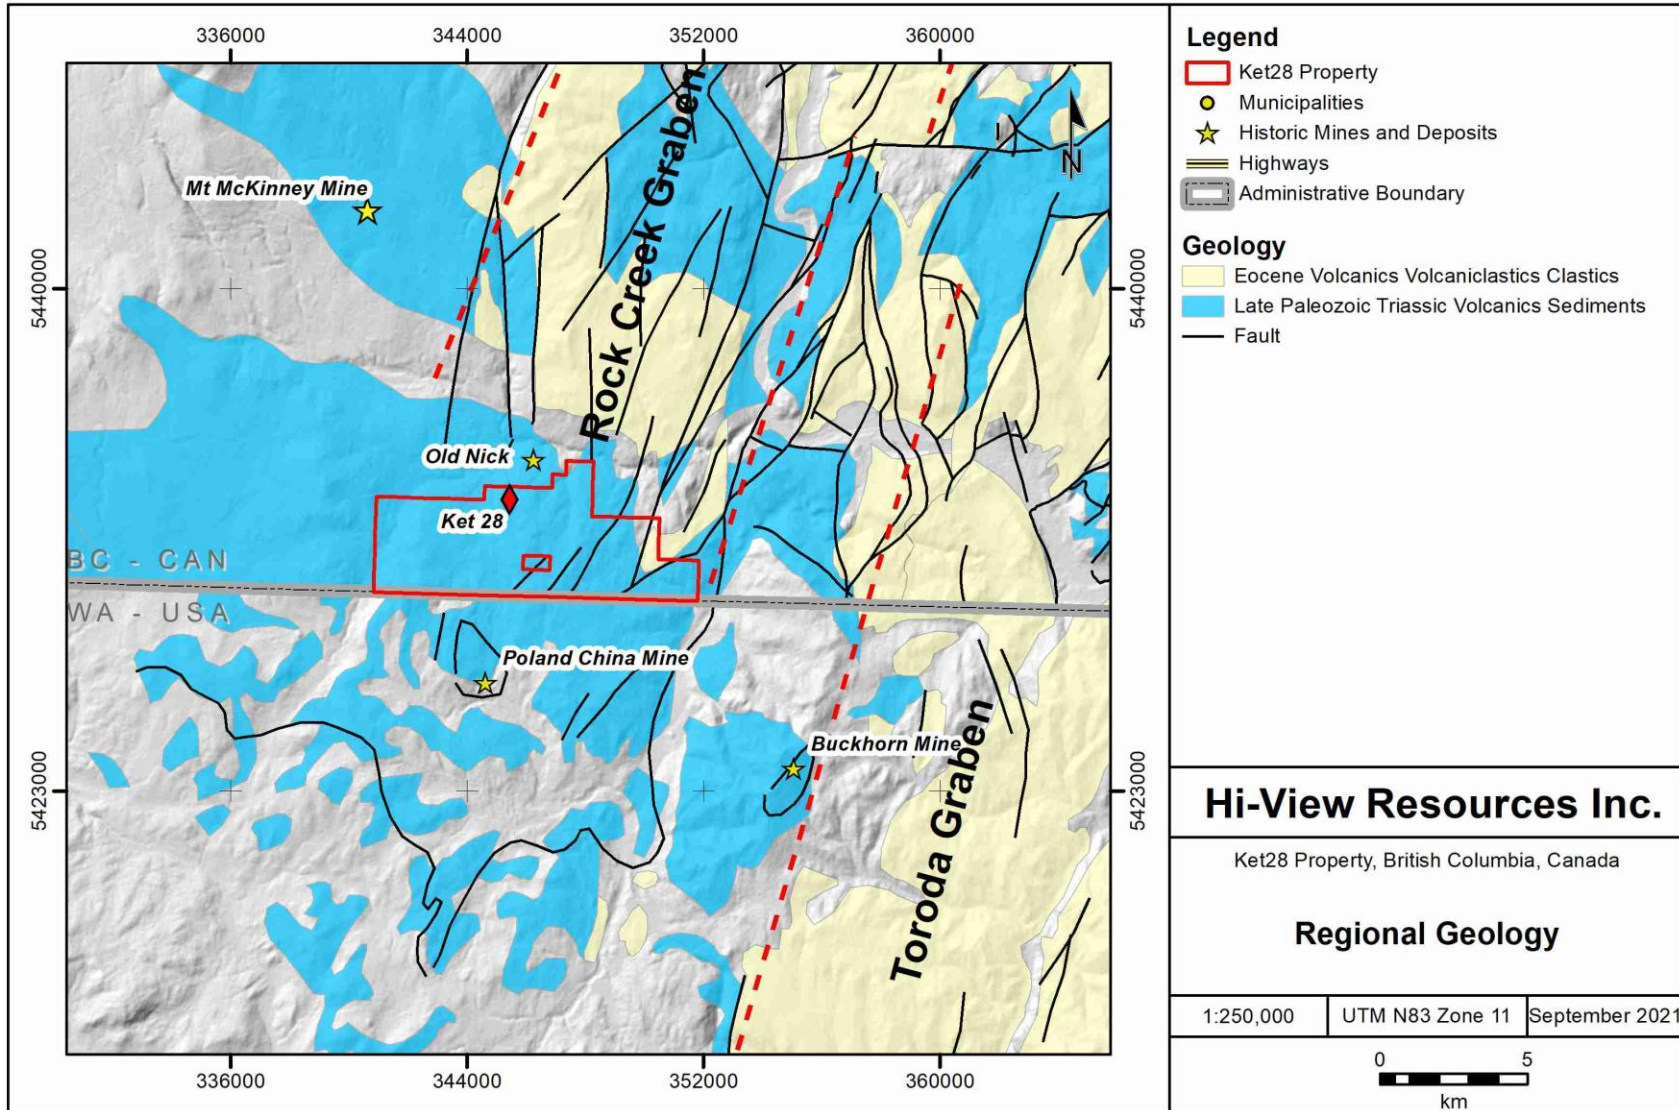 336000 344000 352000 360000
Mt McKinney Mine
Rock Creek Graben
N
5440000
5440000
Old Nick
Ket 28
BC - CAN
WA - USA
Poland China Mine
Buckhorn Mine
Toroda Graben
5423000
5423000
336000 344000 352000 360000
Legend
Ket28 Property
Municipalities
Historic Mines and Deposits
Highways
Administrative Boundary
Geology
Eocene Volcanics Volcaniclastics Clastics
Late Paleozoic Triassic Volcanics Sediments
Fault
Hi-View Resources Inc.
Ket28 Property, British Columbia, Canada
Regional Geology
1:250,000 UTM N83 Zone 11 September 2021
0 5
km